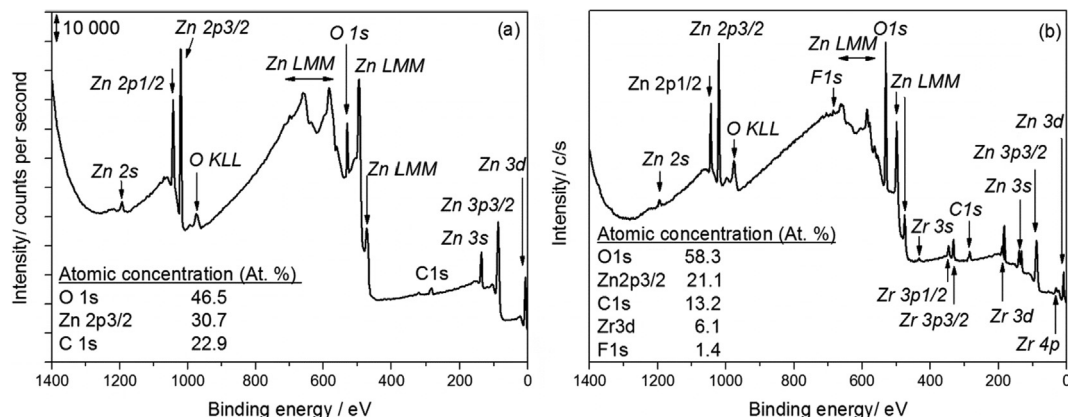 10 000
Zn 2p3/2
O 1s
(a)
Zn LMM
Zn LMM
Zn 2p1/2
Zn 2s
O KLL
Zn LMM
Zn 3d
Zn 3p3/2
Zn 3s
C1s
Intensity/ counts per second
Atomic concentration (At. %)
O 1s 46.5
Zn 2p3/2 30.7
C 1s 22.9
1400 1200 1000 800 600 400 200 0
Binding energy / eV
Zn 2p3/2
O1s
(b)
Zn LMM
F1s
Zn LMM
Zn 2p1/2
O KLL
Zn 2s
Zn 3d
Zn 3p3/2
Zn 3s
C1s
Zr 3s
Intensity/ c/s
Atomic concentration (At. %)
O1s 58.3
Zn2p3/2 21.1
C1s 13.2
Zr3d 6.1
F1s 1.4
Zr 3p1/2
Zr 3p3/2
Zr 3d
Zr 4p
1400 1200 1000 800 600 400 200 0
Binding energy / eV